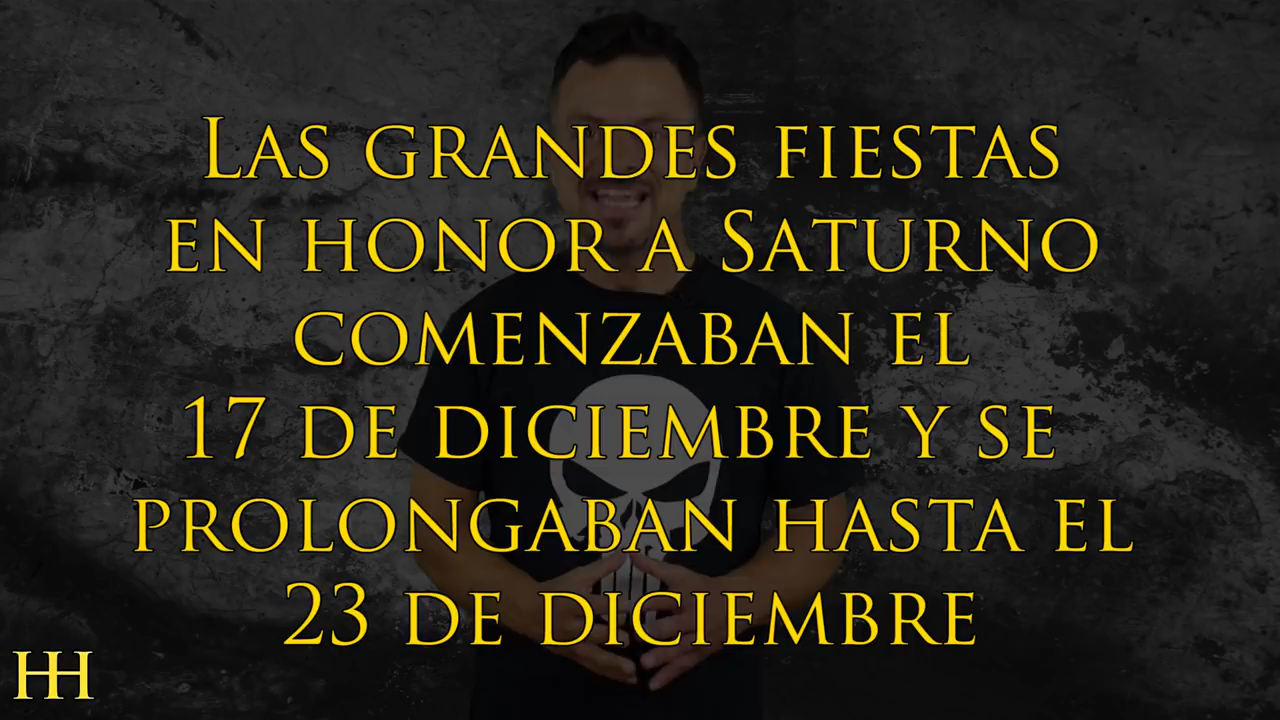 Las grandes fiestas
en honor a Saturno
comenzaban el
17 de diciembre y se
prolongaban hasta el
23 de diciembre
HH